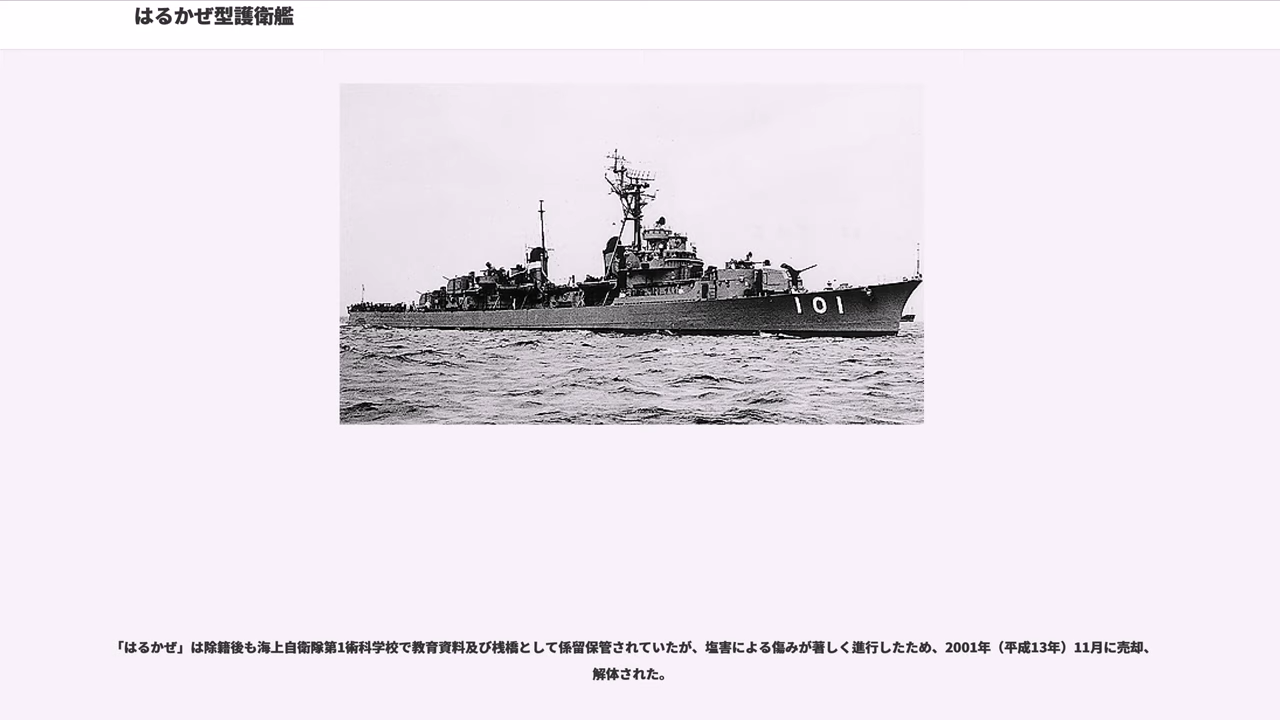 はるかぜ型護衛艦
101
「はるかぜ」は除籍後も海上自衛隊第1術科学校で教育資料及び桟橋として係留保管されていたが、塩害による傷みが著しく進行したため、2001年（平成13年）11月に売却、
解体された。